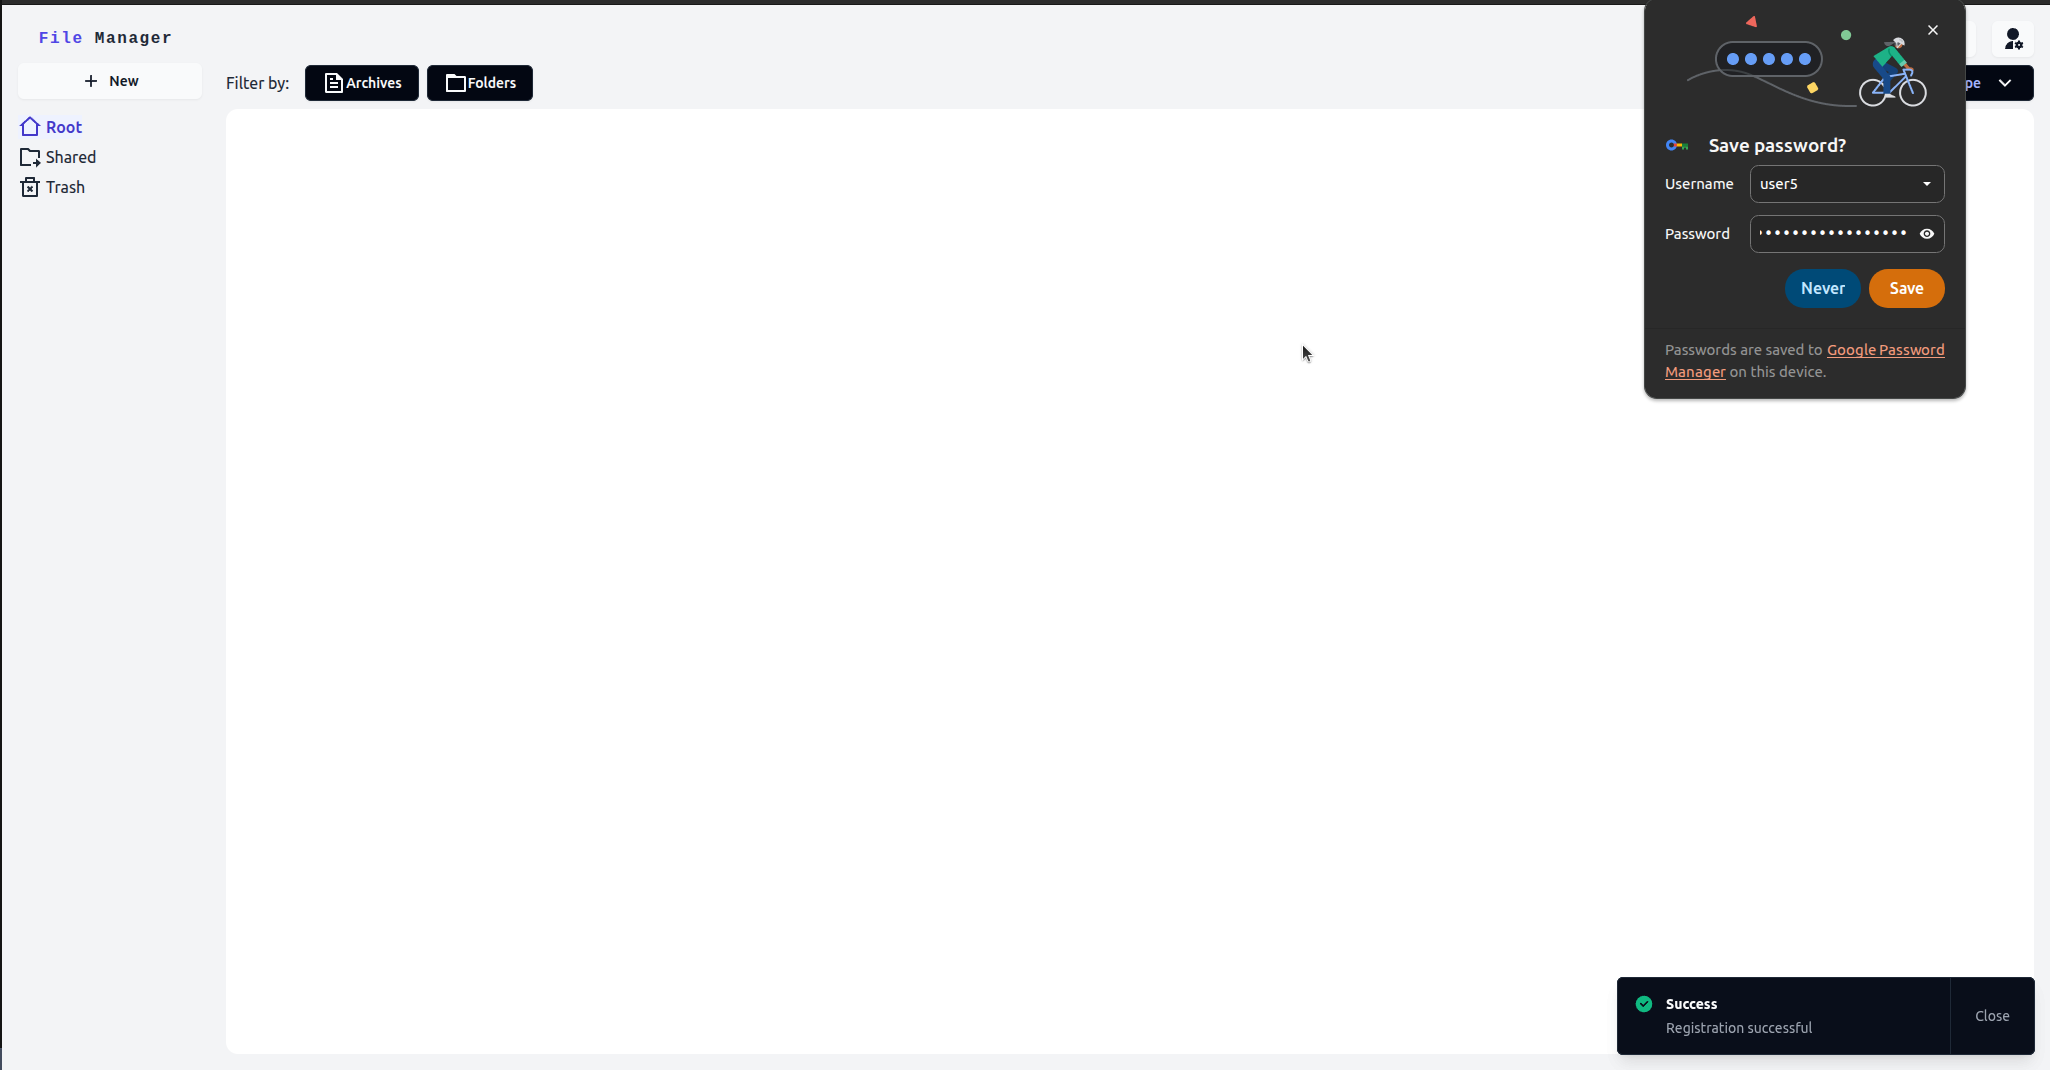 File Manager
New
Root
Shared
Trash
Filter by:
Archives
Folders
pe
Save password?
Username
user5
Password
Never
Save
Passwords are saved to Google Password
Manager on this device.
Success
Registration successful
Close